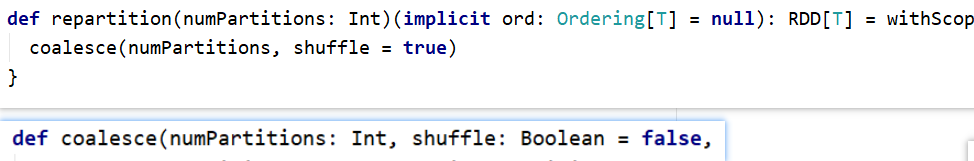 def repartition(numPartitions: Int)(implicit ord: Ordering[T] = null): RDD[T] = withScop
coalesce(numPartitions, shuffle = true)
}
def coalesce(numPartitions: Int, shuffle: Boolean = false,